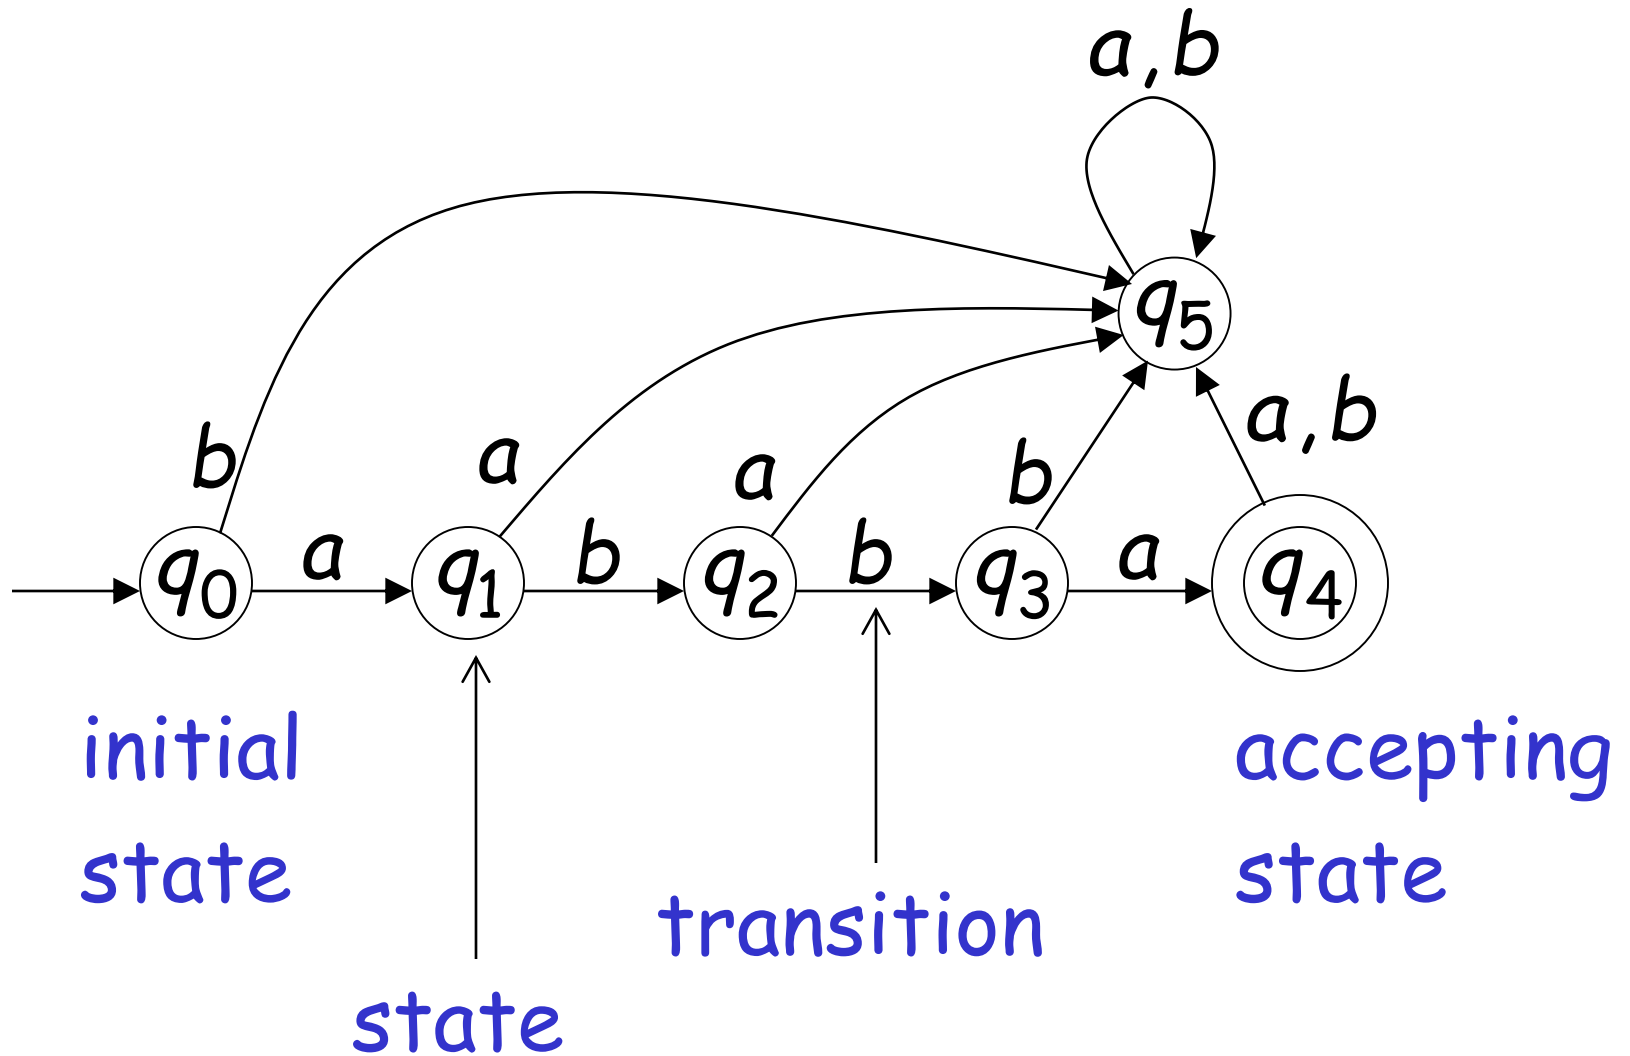 a,b
q5
a,b
b
a
a
b
q0
a
q1
b
q2
b
q3
a
q4
initial
state
accepting
state
transition
state